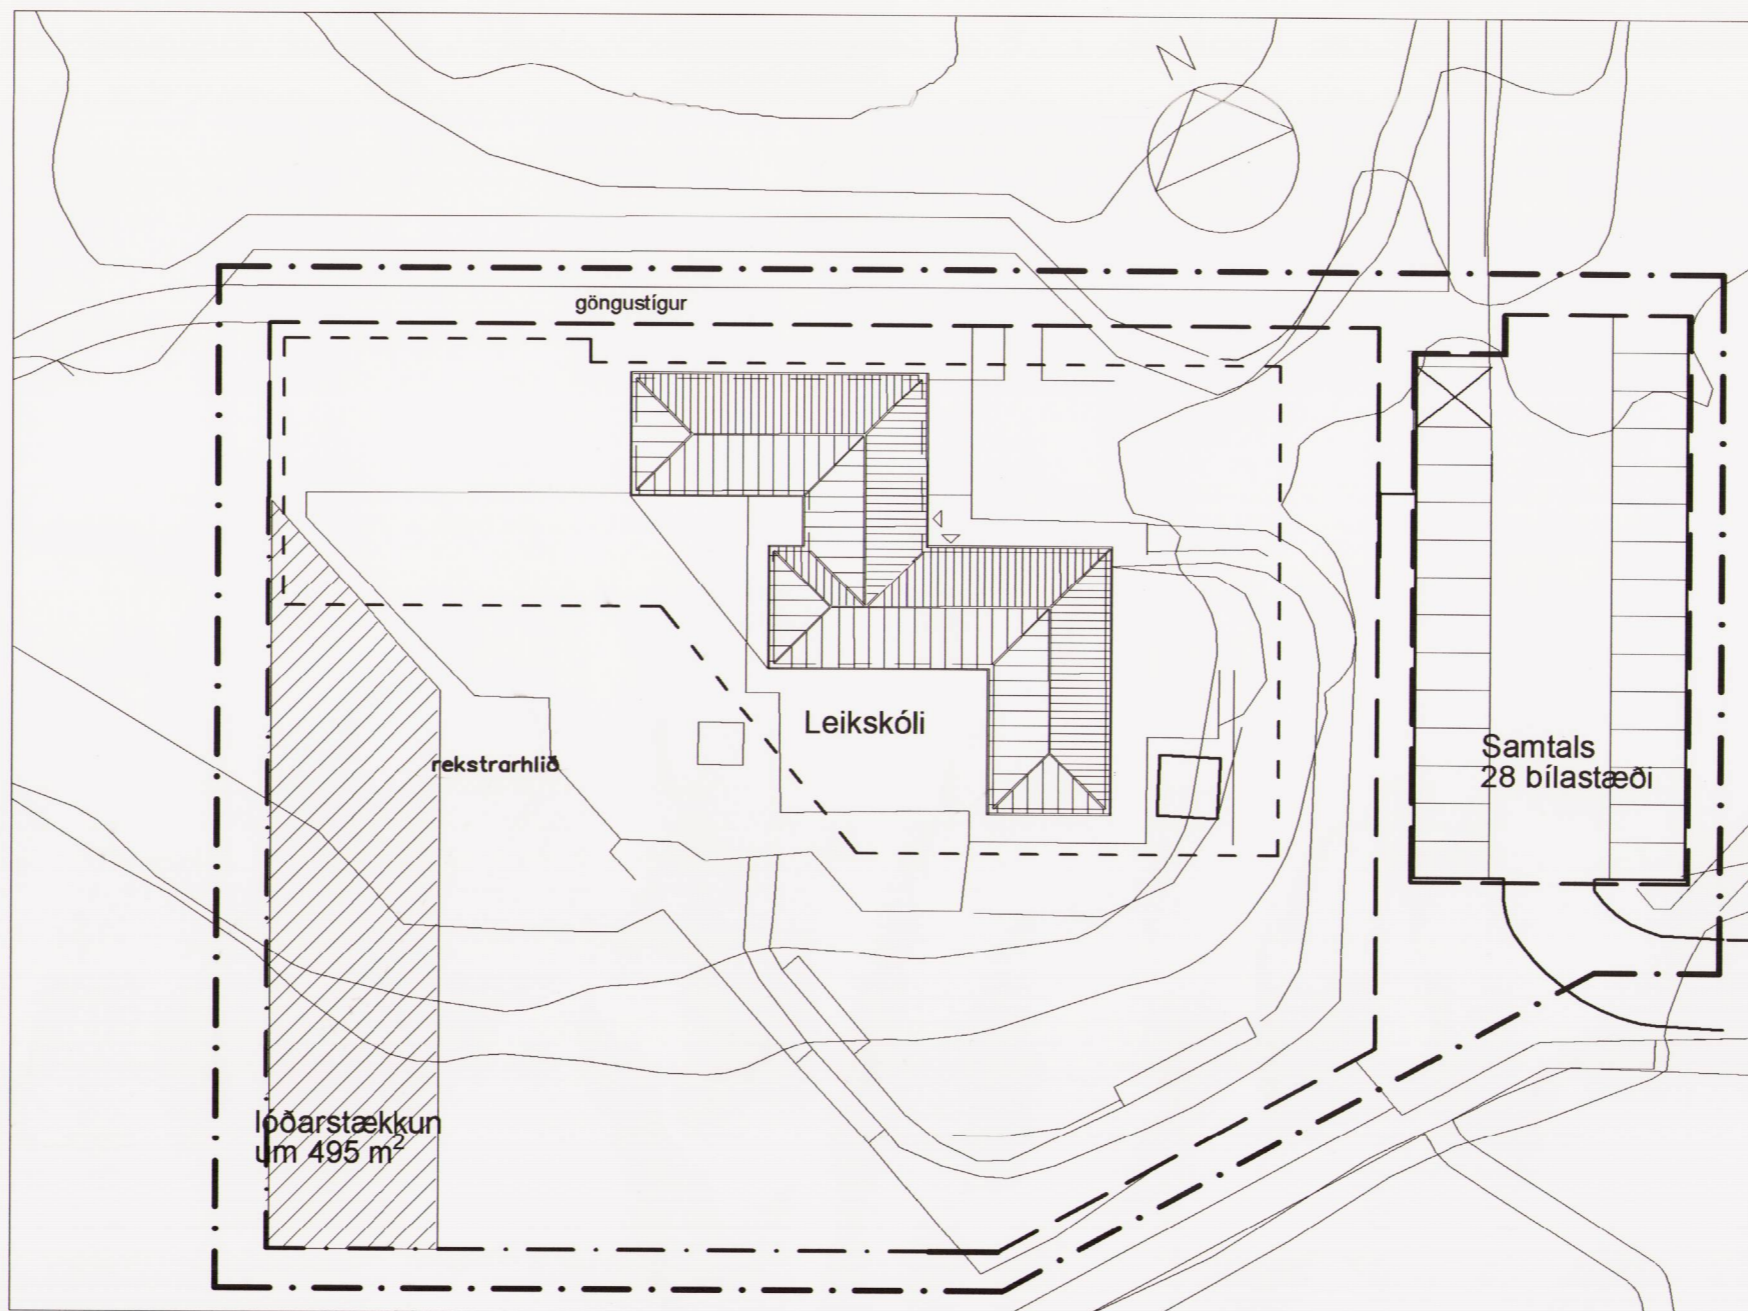 N
göngustígur
Leikskóli
rekstrarhlið
Samtals
28 bílastæði
lóðarstækkun
um 495 m²